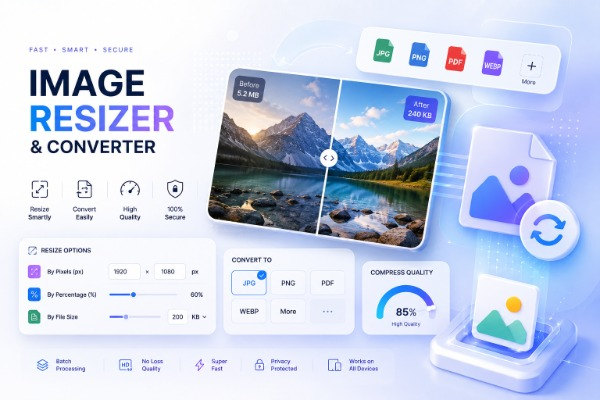 FAST • SMART • SECURE
IMAGE
RESIZER
& CONVERTER
Resize
Smartly
Convert
Easily
High
Quality
100%
Secure
Before
5.2 MB
After
240 KB
JPG
PNG
PDF
WEBP
+
More
RESIZE OPTIONS
By Pixels (px)
1920 × 1080 px
% By Percentage (%)
60%
By File Size
200 KB
CONVERT TO
JPG PNG PDF
WEBP More ...
COMPRESS QUALITY
85%
High Quality
Batch
Processing
HD
No Loss
Quality
Super
Fast
Privacy
Protected
Works on
All Devices